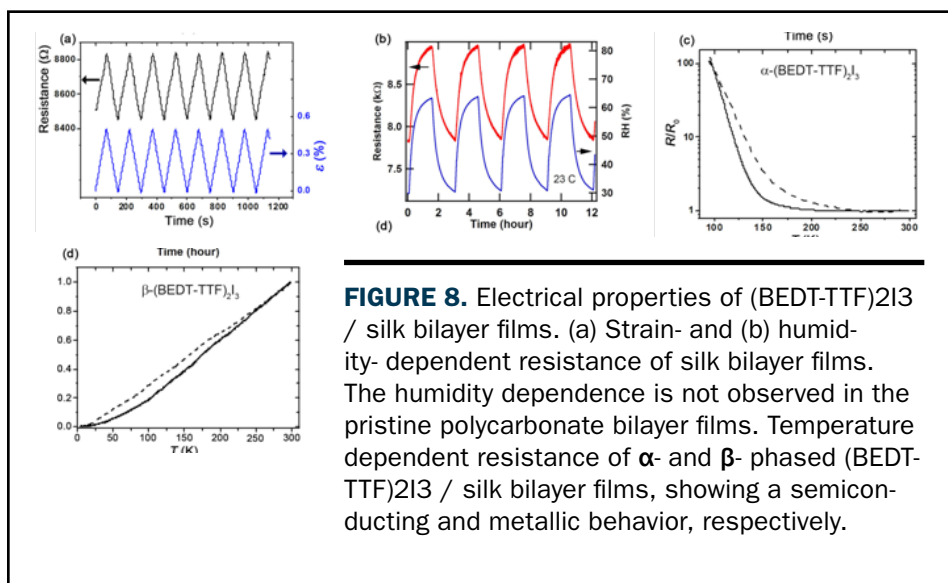 (a)
Resistance (Ω)
8800
8600
8400
0.6
0.3
0.0
ε (%)
0 200 400 600 800 1000 1200
Time (s)
(b)
Resistance (kΩ)
9.0
8.5
8.0
7.5
80
70
60
50
40
30
RH (%)
23 C
0 2 4 6 8 10 12
(d) Time (hour)
Time (s)
(c)
α-(BEDT-TTF)2I3
R/R0
100
10
1
100 150 200 250 300
Time (hour)
(d)
β-(BEDT-TTF)2I3
1.0
0.8
0.6
0.4
0.2
0.0
0 50 100 150 200 250 300
T (K)
FIGURE 8. Electrical properties of (BEDT-TTF)2I3
/ silk bilayer films. (a) Strain- and (b) humid-
ity- dependent resistance of silk bilayer films.
The humidity dependence is not observed in the
pristine polycarbonate bilayer films. Temperature
dependent resistance of α- and β- phased (BEDT-
TTF)2I3 / silk bilayer films, showing a semicon-
ducting and metallic behavior, respectively.